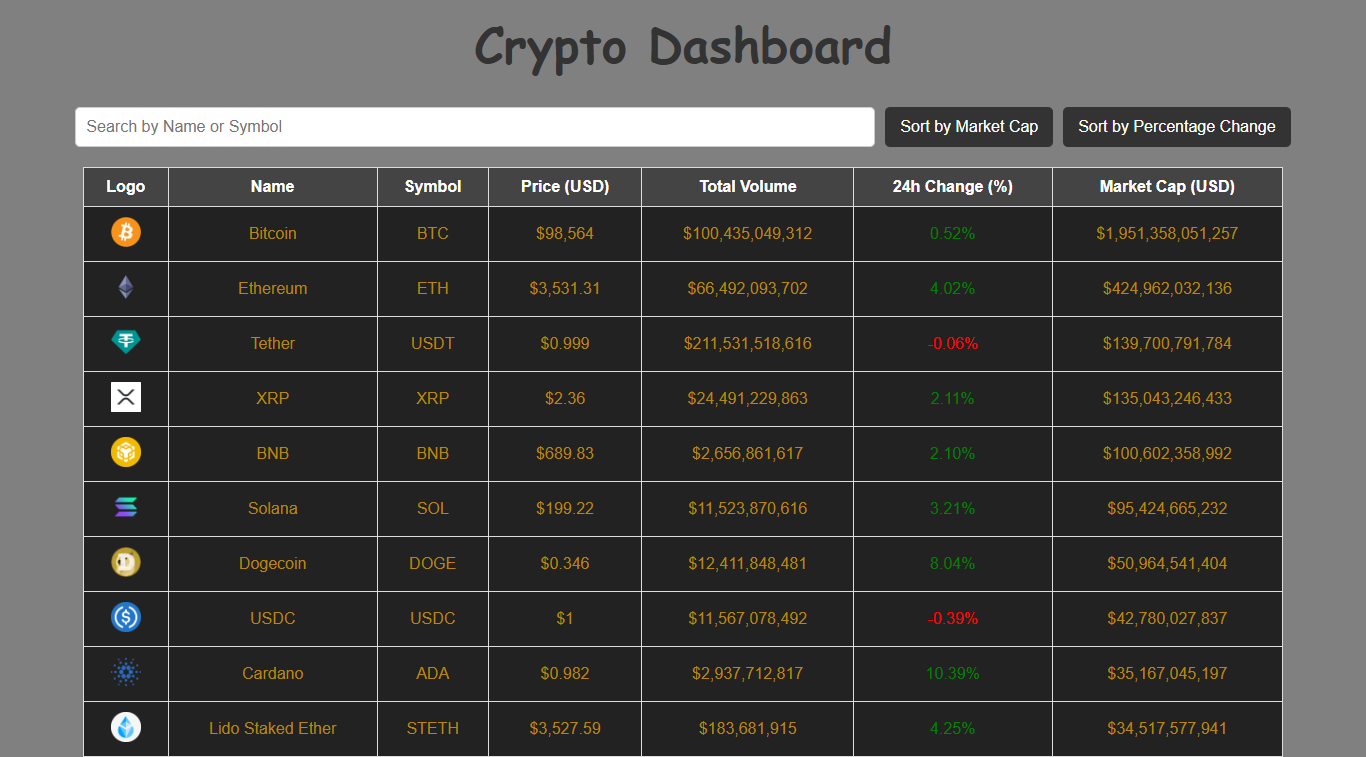 Crypto Dashboard
Search by Name or Symbol Sort by Market Cap Sort by Percentage Change
Logo Name Symbol Price (USD) Total Volume 24h Change (%) Market Cap (USD)
Bitcoin BTC $98,564 $100,435,049,312 0.52% $1,951,358,051,257
Ethereum ETH $3,531.31 $66,492,093,702 4.02% $424,962,032,136
Tether USDT $0.999 $211,531,518,616 -0.06% $139,700,791,784
XRP XRP $2.36 $24,491,229,863 2.11% $135,043,246,433
BNB BNB $689.83 $2,656,861,617 2.10% $100,602,358,992
Solana SOL $199.22 $11,523,870,616 3.21% $95,424,665,232
Dogecoin DOGE $0.346 $12,411,848,481 8.04% $50,964,541,404
USDC USDC $1 $11,567,078,492 -0.39% $42,780,027,837
Cardano ADA $0.982 $2,937,712,817 10.39% $35,167,045,197
Lido Staked Ether STETH $3,527.59 $183,681,915 4.25% $34,517,577,941